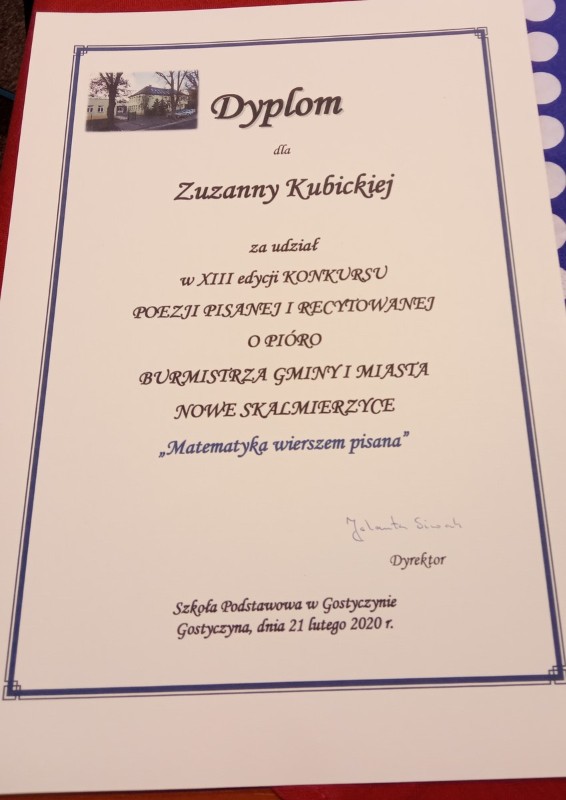 Dyplom
dla
Zuzanny Kubickiej
za udział
w XIII edycji KONKURSU
POEZJI PISANEJ I RECYTOWANEJ
O PIÓRO
BURMISTRZA GMINY I MIASTA
NOWE SKALMIERZYCE
„Matematyka wierszem pisana”
Jolanta
Dyrektor
Szkoła Podstawowa w Gostyczynie
Gostyczyna, dnia 21 lutego 2020 r.